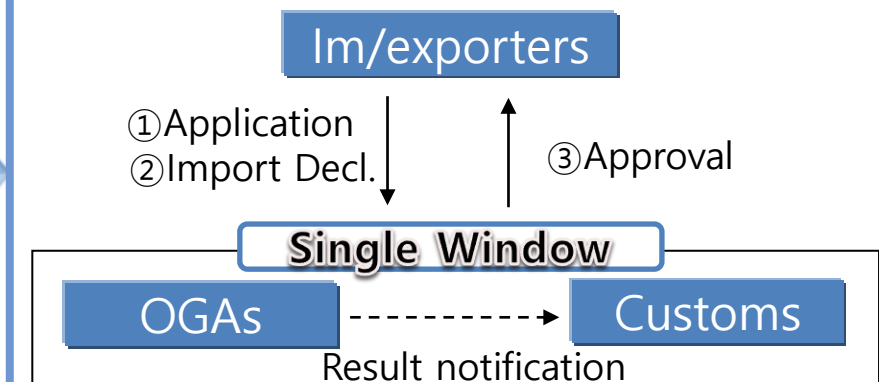 Im/exporters
①Application
②Import Decl.
③Approval
Single Window
OGAs
Customs
Result notification